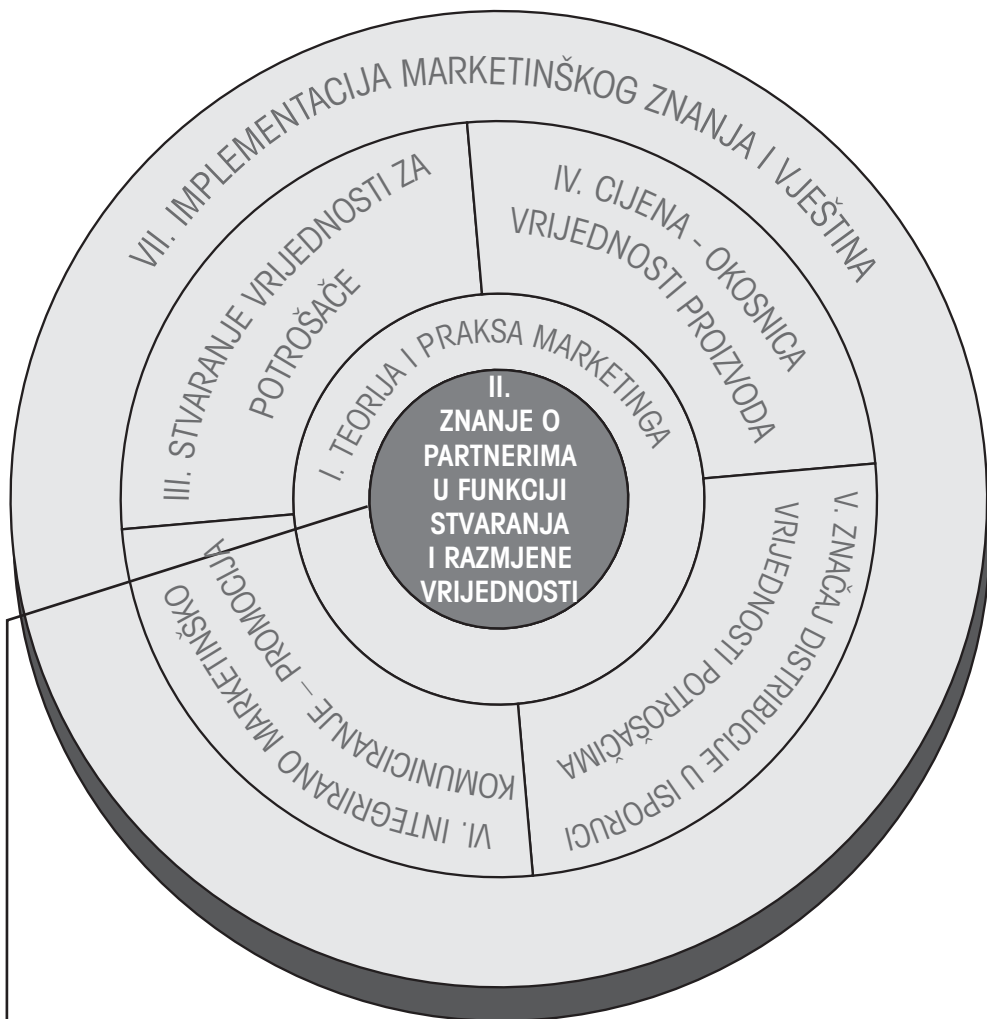 VII. IMPLEMENTACIJA MARKETINŠKOG ZNANJA I VJEŠTINA
III. STVARANJE VRIJEDNOSTI ZA
POTROŠAČE
IV. CIJENA - OKOSNICA
VRIJEDNOSTI PROIZVODA
I. TEORIJA I PRAKSA MARKETINGA
II.
ZNANJE O
PARTNERIMA
U FUNKCIJI
STVARANJA
I RAZMJENE
VRIJEDNOSTI
V. ZNAČAJ DISTRIBUCIJE U ISPORUCI
VRIJEDNOSTI POTROŠAČIMA
VI. INTEGRIRANO MARKETINŠKO
KOMUNICIRANJE – PROMOCIJA